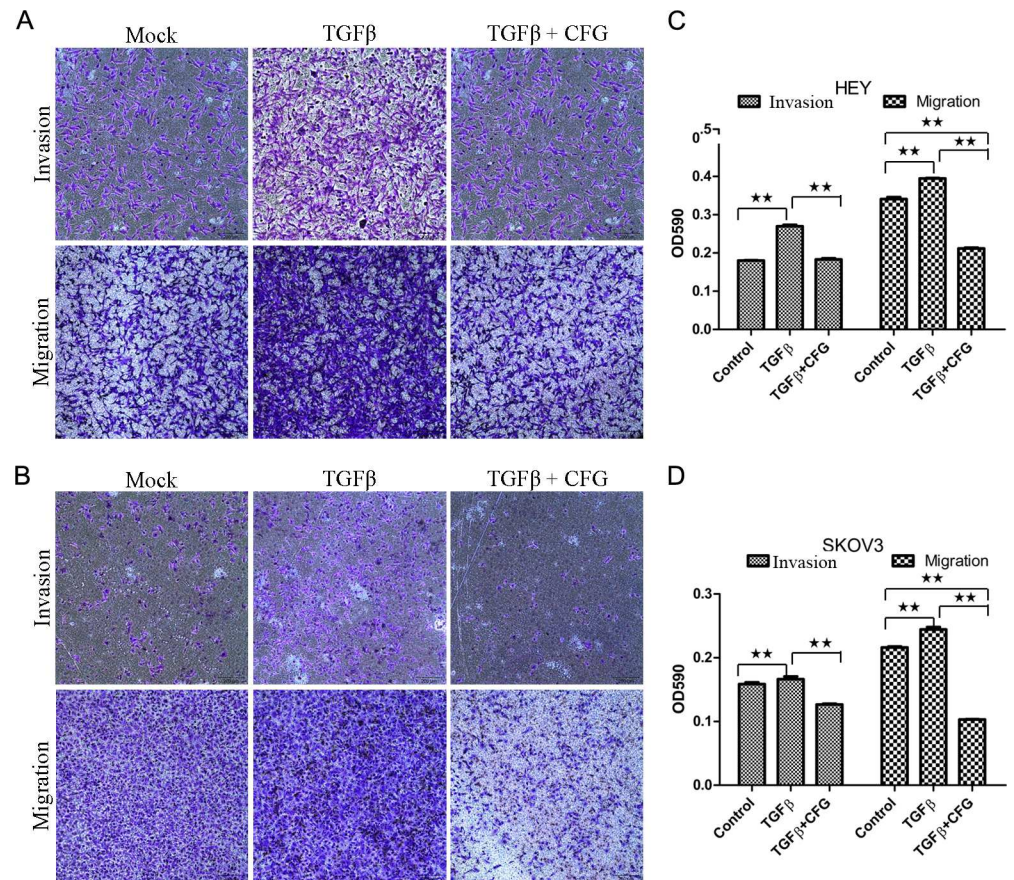 A
Mock
TGFβ
TGFβ + CFG
Invasion
Migration
B
Mock
TGFβ
TGFβ + CFG
Invasion
Migration
C
HEY
Invasion
Migration
★★
★★
★★
★★
★★
OD590
0.5
0.4
0.3
0.2
0.1
0.0
Control
TGFβ
TGFβ+CFG
Control
TGFβ
TGFβ+CFG
D
SKOV3
Invasion
Migration
★★
★★
★★
★★
★★
OD590
0.3
0.2
0.1
0.0
Control
TGFβ
TGFβ+CFG
Control
TGFβ
TGFβ+CFG